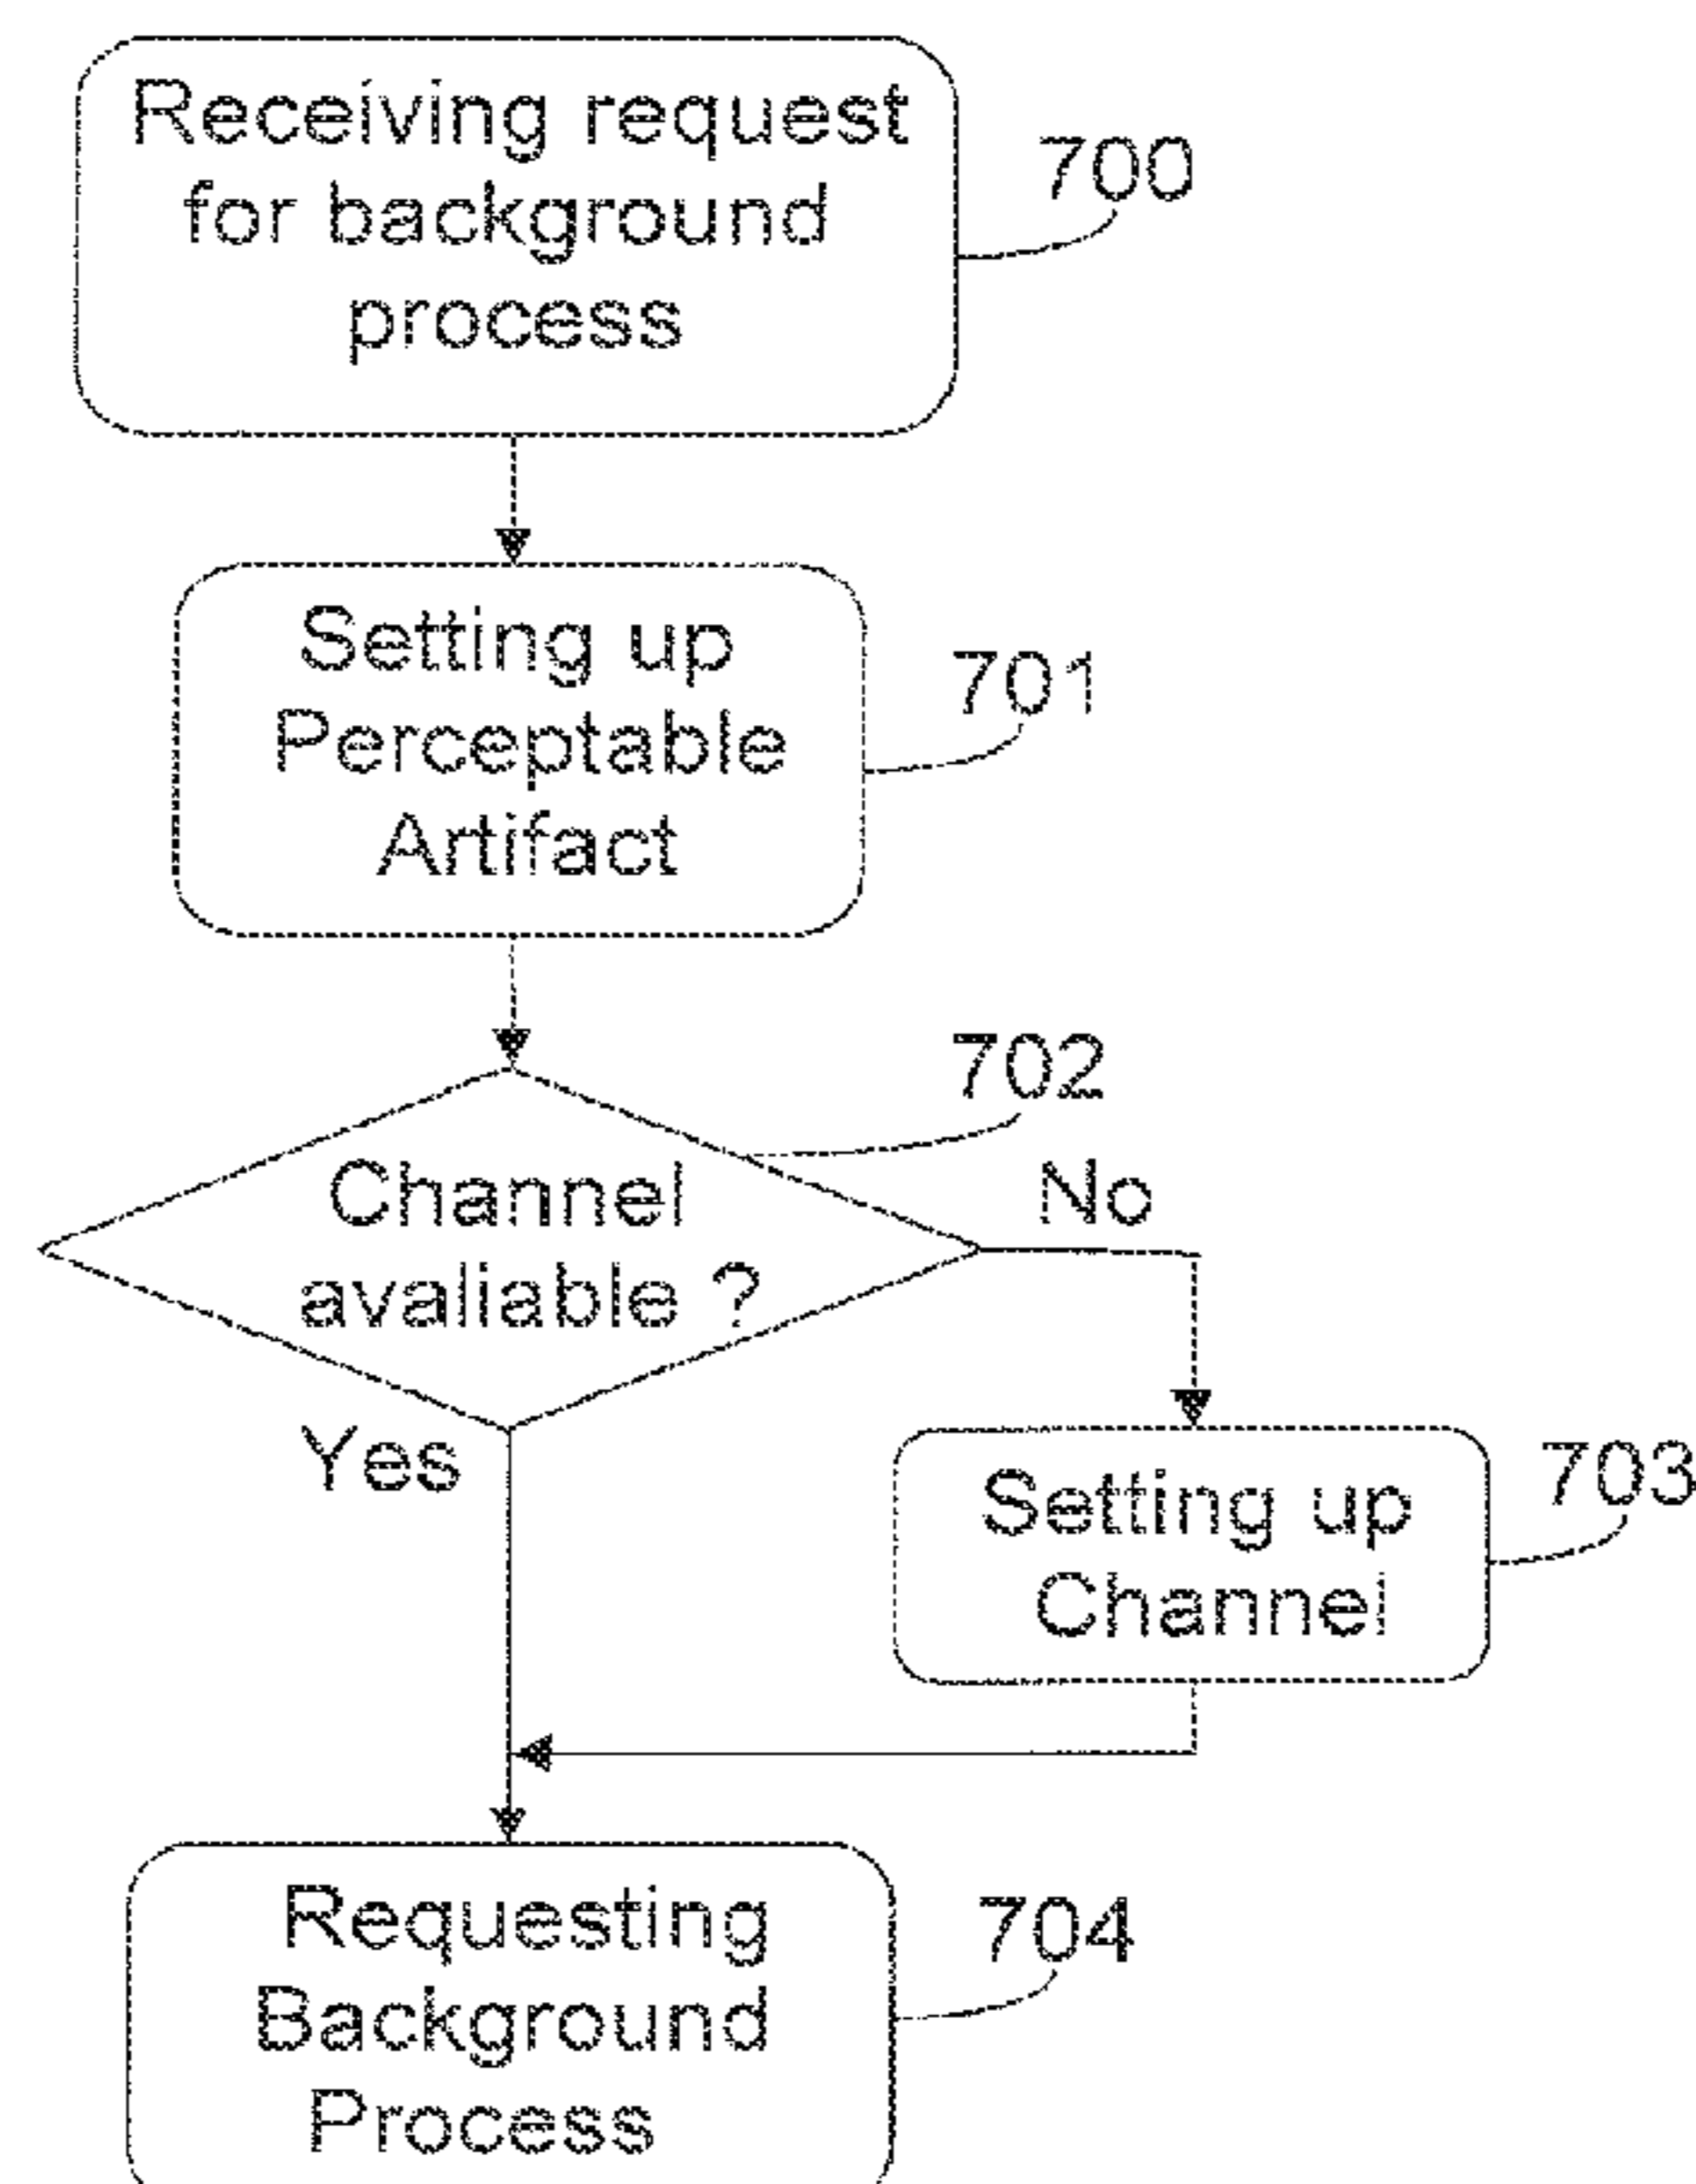 Receiving request
for background
process
700
Setting up
Perceptable
Artifact
701
702
Channel
avaliable ?
No
Yes
Setting up
Channel
703
Requesting
Background
Process
704